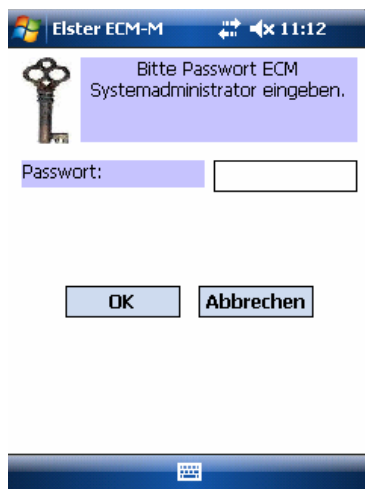 Elster ECM-M 11:12
Bitte Passwort ECM
Systemadministrator eingeben.
Passwort:
OK Abbrechen